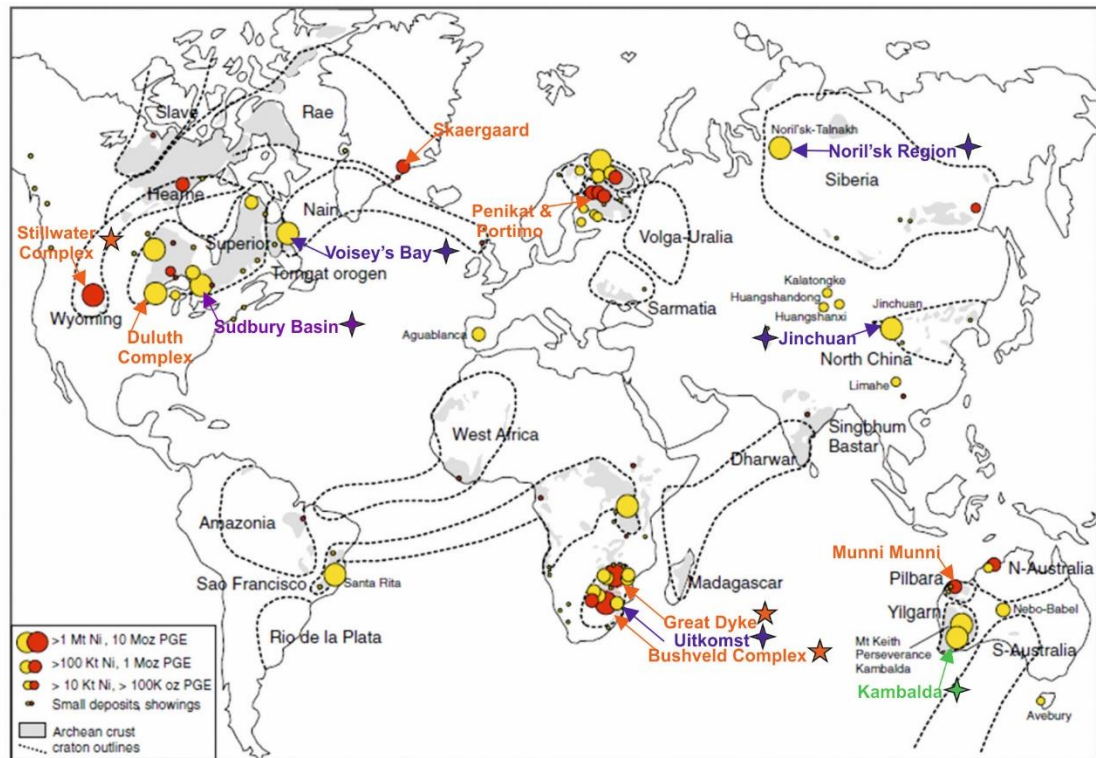 Slave
Rae
Skaergaard
Noril'sk-Talnakh
Noril'sk Region
Siberia
Hearne
Nain
Penikat &
Portimo
Stillwater
Complex
Superior
Voisey's Bay
Volga-Uralia
Torngat orogen
Kalatongke
Huangshandong
Huangshanxi
Jinchuan
Sarmatia
Wyoming
Sudbury Basin
Duluth
Complex
Aguablanca
Jinchuan
North China
Limahe
West Africa
Singbhum
Bastar
Dharwar
Amazonia
Munni Munni
Sao Francisco
Santa Rita
Madagascar
Pilbara
N-Australia
Great Dyke
Yilgarn
Nebo-Babel
Rio de la Plata
Uitkomst
Bushveld Complex
Mt Keith
Perseverance
Kambalda
S-Australia
Kambalda
Avebury
>1 Mt Ni, 10 Moz PGE
>100 Kt Ni, 1 Moz PGE
> 10 Kt Ni, > 100K oz PGE
Small deposits, showings
Archean crust
craton outlines